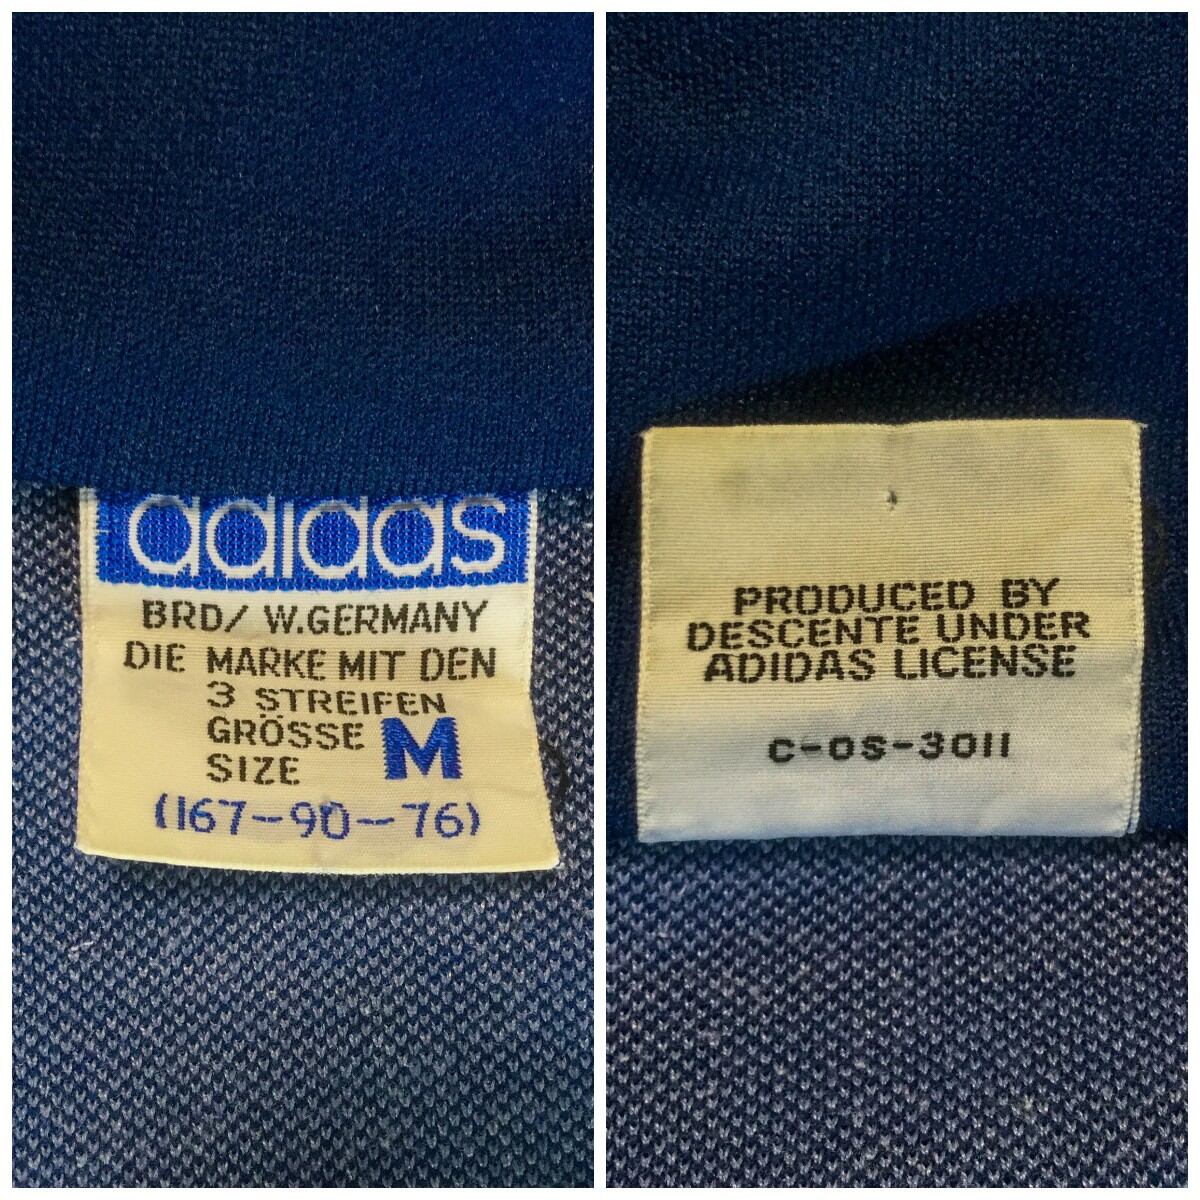 adidas
BRD/ W.GERMANY
DIE MARKE MIT DEN
3 STREIFEN
GRÖSSE M
SIZE
(167-90-76)
PRODUCED BY
DESCENTE UNDER
ADIDAS LICENSE
C-OS-3011